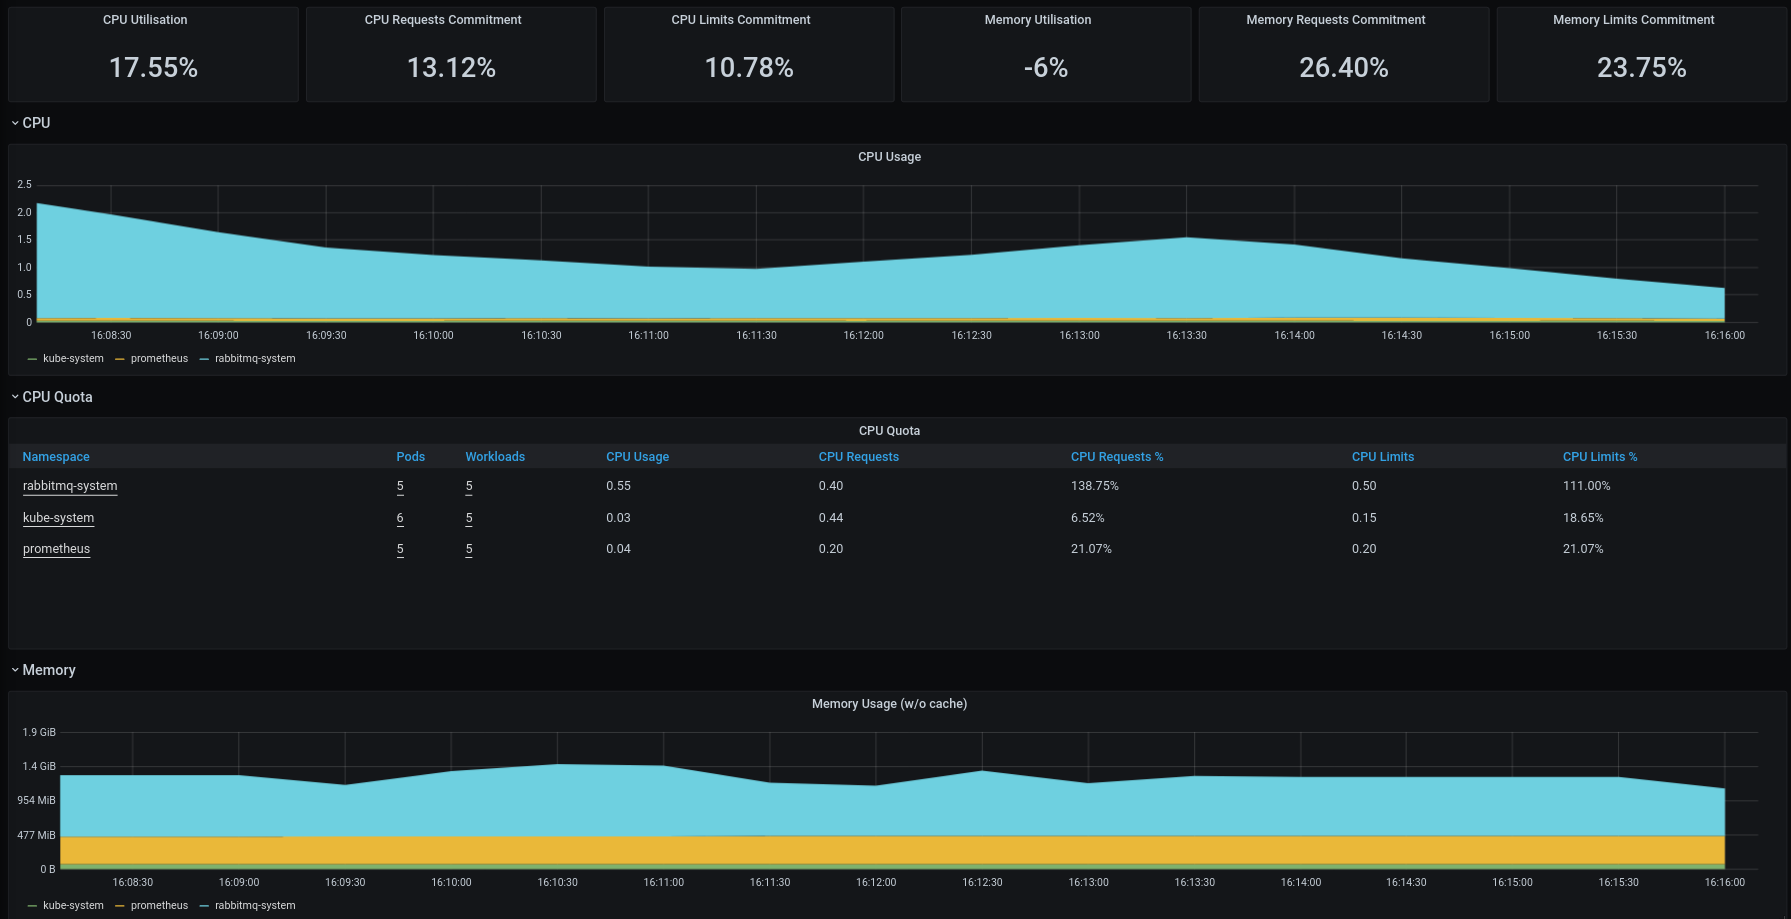 CPU Utilisation CPU Requests Commitment CPU Limits Commitment Memory Utilisation Memory Requests Commitment Memory Limits Commitment
17.55% 13.12% 10.78% -6% 26.40% 23.75%
CPU
CPU Usage
2.5
2.0
1.5
1.0
0.5
0
16:08:30 16:09:00 16:09:30 16:10:00 16:10:30 16:11:00 16:11:30 16:12:00 16:12:30 16:13:00 16:13:30 16:14:00 16:14:30 16:15:00 16:15:30 16:16:00
kube-system prometheus rabbitmq-system
CPU Quota
CPU Quota
Namespace Pods Workloads CPU Usage CPU Requests CPU Requests % CPU Limits CPU Limits %
rabbitmq-system 5 5 0.55 0.40 138.75% 0.50 111.00%
kube-system 6 5 0.03 0.44 6.52% 0.15 18.65%
prometheus 5 5 0.04 0.20 21.07% 0.20 21.07%
Memory
Memory Usage (w/o cache)
1.9 GiB
1.4 GiB
954 MiB
477 MiB
0 B
16:08:30 16:09:00 16:09:30 16:10:00 16:10:30 16:11:00 16:11:30 16:12:00 16:12:30 16:13:00 16:13:30 16:14:00 16:14:30 16:15:00 16:15:30 16:16:00
kube-system prometheus rabbitmq-system